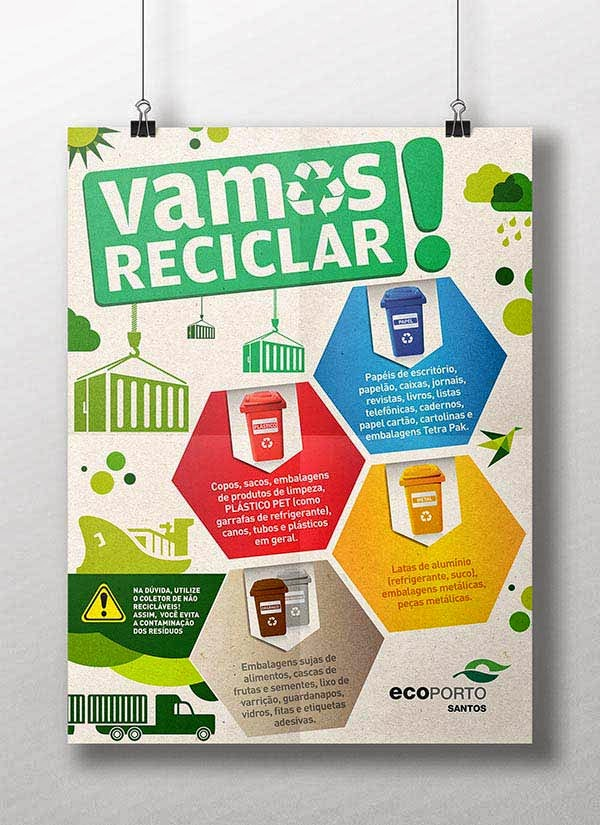 Vamos
RECICLAR!
PAPEL
Papéis de escritório,
papelão, caixas, jornais,
revistas, livros, listas
telefônicas, cadernos,
papel cartão, cartolinas e
embalagens Tetra Pak.
PLÁSTICO
Copos, sacos, embalagens
de produtos de limpeza,
PLÁSTICO PET (como
garrafas de refrigerante),
canos, tubos e plásticos
em geral.
METAL
Latas de alumínio
(refrigerante, suco),
embalagens metálicas,
peças metálicas.
NA DÚVIDA, UTILIZE
O COLETOR DE NÃO
RECICLÁVEIS!
ASSIM, VOCÊ EVITA
A CONTAMINAÇÃO
DOS RESÍDUOS
Embalagens sujas de
alimentos, cascas de
frutas e sementes, lixo de
varrição, guardanapos,
vidros, fitas e etiquetas
adesivas.
ecoPORTO
SANTOS